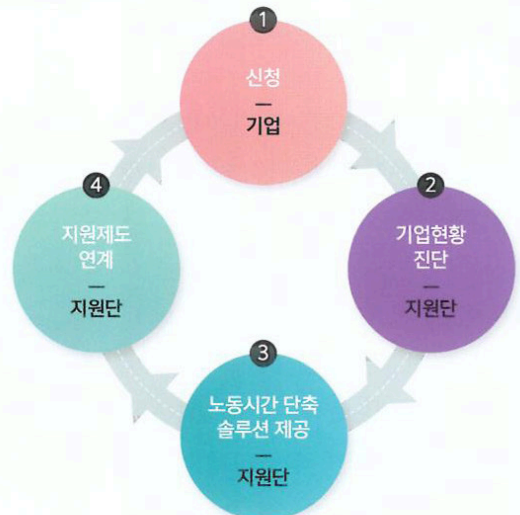 1
신청
기업
2
기업현황
진단
지원단
3
노동시간 단축
솔루션 제공
지원단
4
지원제도
연계
지원단